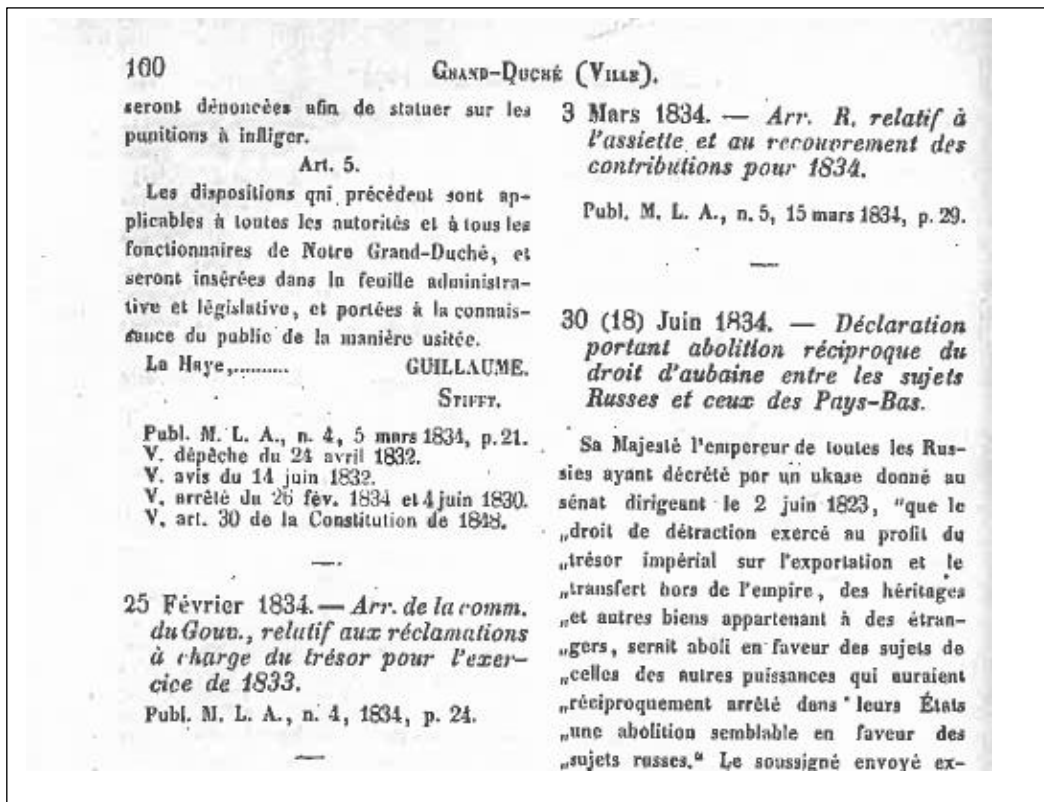 100
GRAND-DUCHÉ (VILLE).
seront dénoncées afin de statuer sur les
punitions à infliger.
Art. 5.
Les dispositions qni précèdent sont ap-
plicables à toutes les autorités et à tous les
fonctionnaires de Notre Grand-Duché, et
seront insérées dans la feuille administra-
tive et législative, et portées à la connais-
sance du public de la manière usitée.
La Haye,.......... GUILLAUME.
STIFFT.
Publ. M. L. A., n. 4, 5 mars 1834, p. 21.
V. dépêche du 24 avril 1832.
V. avis du 14 juin 1832.
V. arrêté du 26 fév. 1834 et 4 juin 1830.
V. art. 30 de la Constitution de 1848.
25 Février 1834. — Arr. de la comm.
du Gouv., relatif aux réclamations
à charge du trésor pour l'exer-
cice de 1833.
Publ. M. L. A., n. 4, 1834, p. 24.
3 Mars 1834. — Arr. R. relatif à
l'assiette et au recouvrement des
contributions pour 1834.
Publ. M. L. A., n. 5, 15 mars 1834, p. 29.
30 (18) Juin 1834. — Déclaration
portant abolition réciproque du
droit d'aubaine entre les sujets
Russes et ceux des Pays-Bas.
Sa Majesté l'empereur de toutes les Rus-
sies ayant décrété por un ukase donné au
sénat dirigeant le 2 juin 1823, "que le
„droit de détraction exercé au profit du
„trésor impérial sur l'exportation et le
„transfert hors de l'empire, des héritages
„et autres biens appartenant à des étran-
„gers, serait aboli en faveur des sujets de
„celles des autres puissances qui auraient
„réciproquement arrêté dans leurs États
„une abolition semblable en faveur des
„sujets russes." Le soussigné envoyé ex-